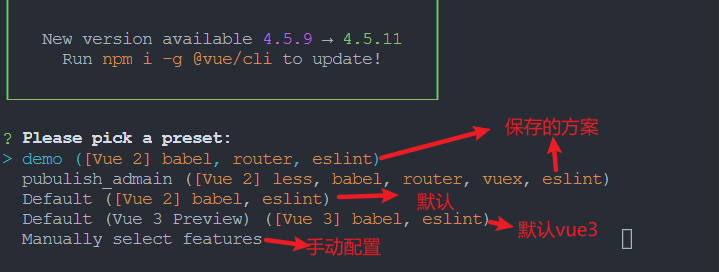 New version available 4.5.9 → 4.5.11
Run npm i -g @vue/cli to update!
保存的方案
? Please pick a preset:
> demo ([Vue 2] babel, router, eslint)
pubulish_admain ([Vue 2] less, babel, router, vuex, eslint)
Default ([Vue 2] babel, eslint)
默认
Default (Vue 3 Preview) ([Vue 3] babel, eslint)
默认vue3
Manually select features
手动配置